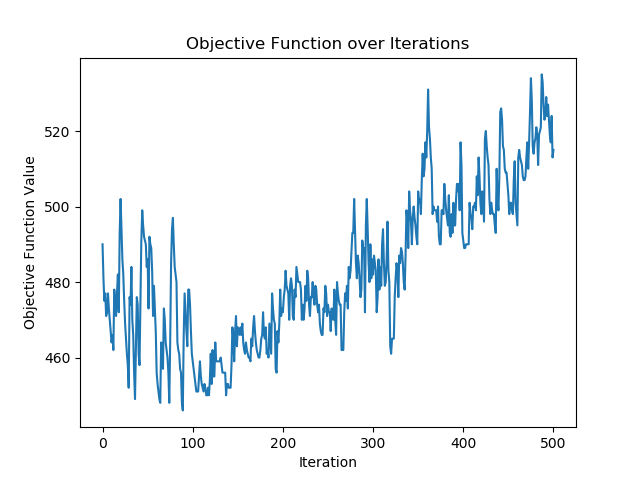 Objective Function over Iterations
Objective Function Value
520
500
480
460
0 100 200 300 400 500
Iteration